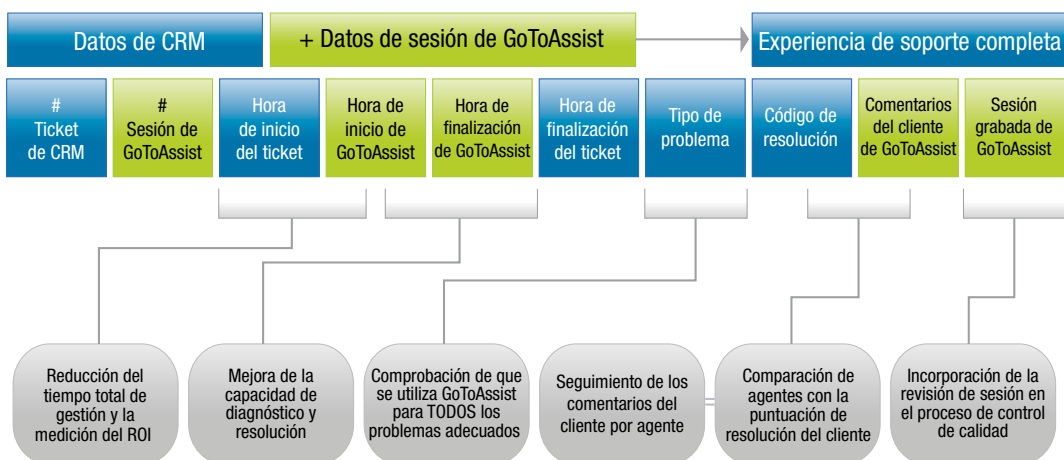 Datos de CRM
+ Datos de sesión de GoToAssist
Experiencia de soporte completa
#
Ticket
de CRM
#
Sesión de
GoToAssist
Hora
de inicio
del ticket
Hora de
inicio de
GoToAssist
Hora de
finalización
de GoToAssist
Hora de
finalización
del ticket
Tipo de
problema
Código de
resolución
Comentarios
del cliente
de GoToAssist
Sesión
grabada de
GoToAssist
Reducción del
tiempo total de
gestión y la
medición del ROI
Mejora de la
capacidad de
diagnóstico y
resolución
Comprobación de que
se utiliza GoToAssist
para TODOS los
problemas adecuados
Seguimiento de los
comentarios del
cliente por agente
Comparación de
agentes con la
puntuación de
resolución del cliente
Incorporación de la
revisión de sesión en
el proceso de control
de calidad